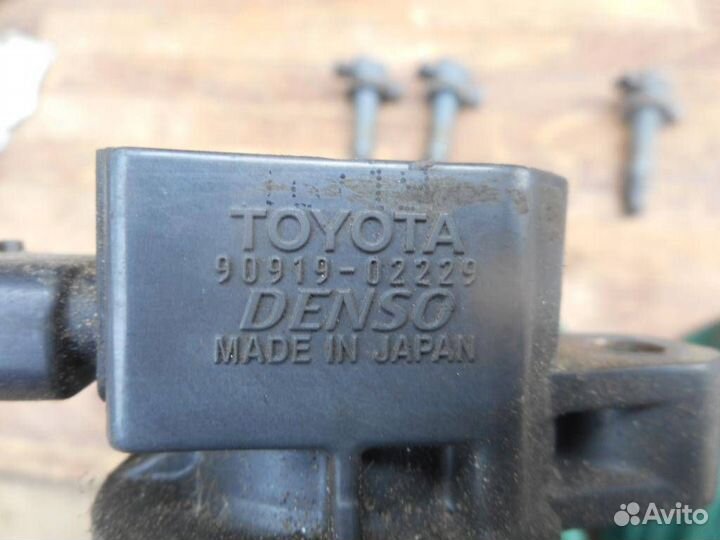 TOYOTA
90919-02229
DENSO
MADE IN JAPAN
Avito